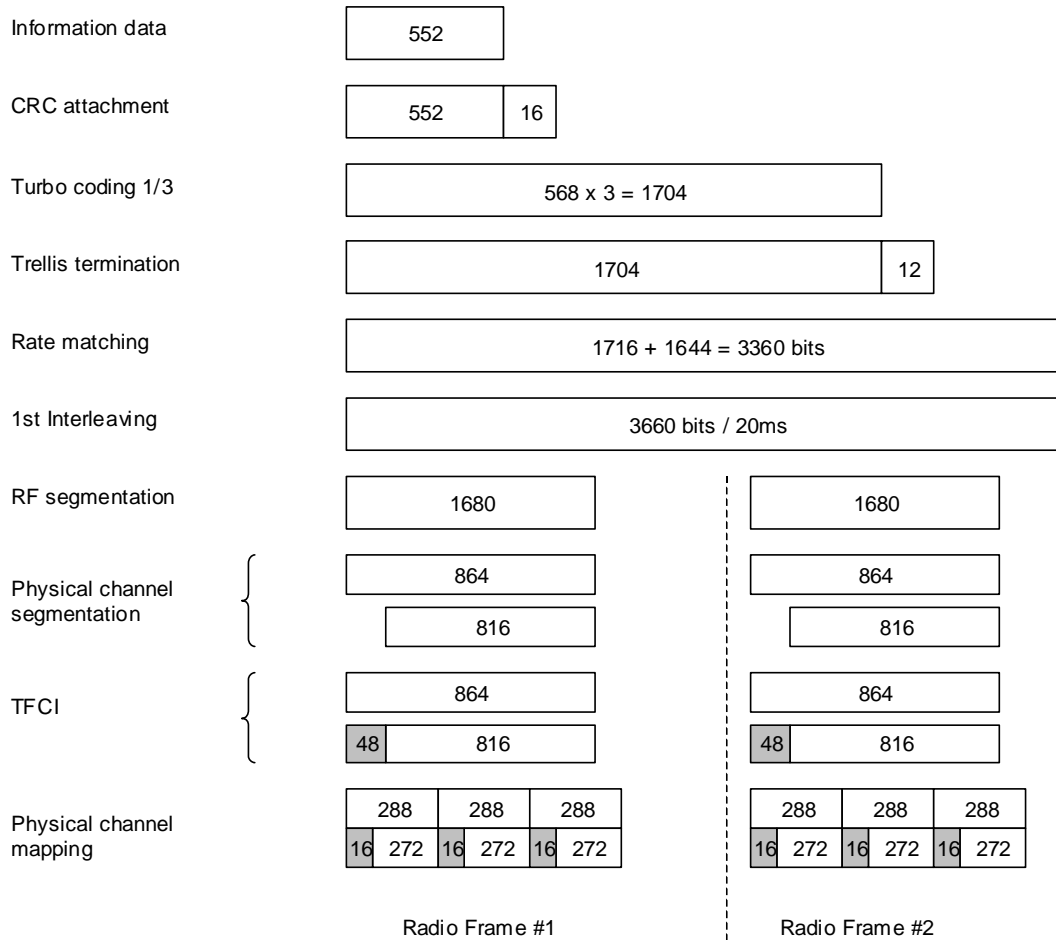 Information data
552
CRC attachment
552 16
Turbo coding 1/3
568 x 3 = 1704
Trellis termination
1704 12
Rate matching
1716 + 1644 = 3360 bits
1st Interleaving
3660 bits / 20ms
RF segmentation
1680 1680
Physical channel
segmentation
864 864
816 816
TFCI
864 864
48 816 48 816
Physical channel
mapping
288 288 288 288 288 288
16 272 16 272 16 272 16 272 16 272 16 272
Radio Frame #1 Radio Frame #2